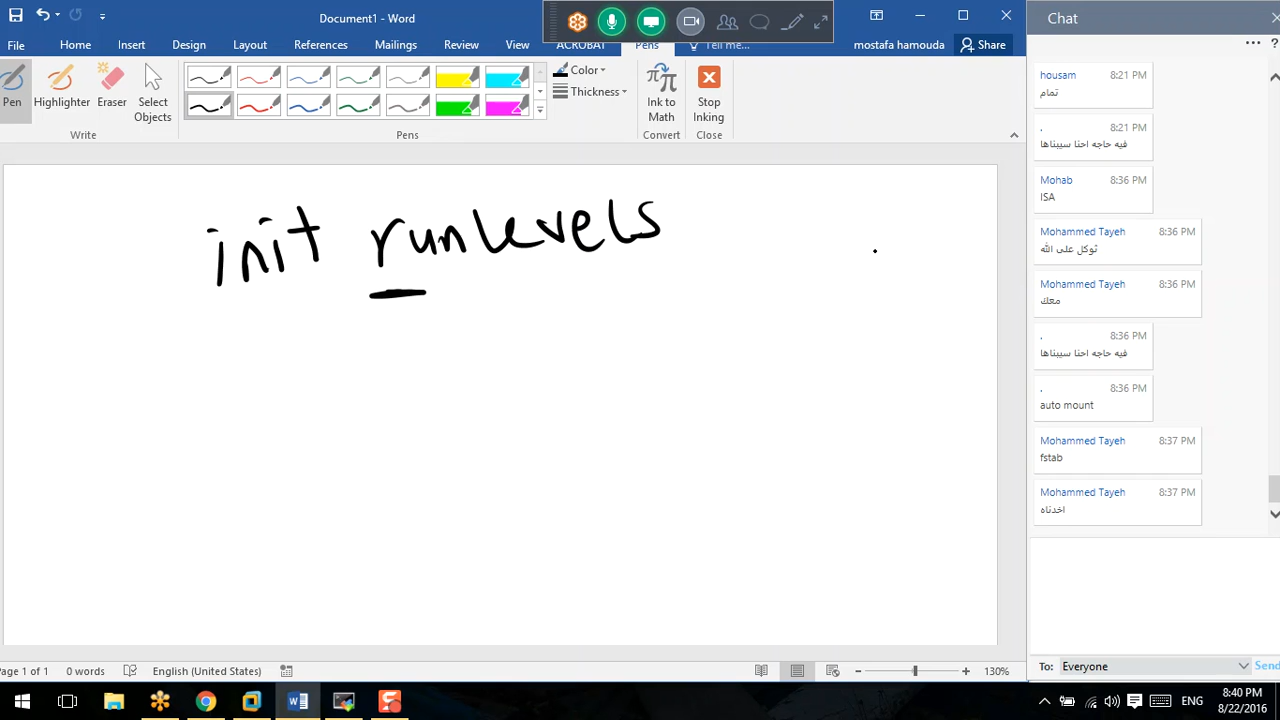 Document1 - Word
File
Home
Insert
Design
Layout
References
Mailings
Review
View
ACROBAT
Pens
Tell me...
mostafa hamouda
Share
Pen
Highlighter
Eraser
Select
Objects
Color
Thickness
Ink to
Math
Stop
Inking
Write
Pens
Convert
Close
init runlevels
Page 1 of 1
0 words
English (United States)
130%
Chat
housam 8:21 PM
تمام
. 8:21 PM
فيه حاجه احنا سيبناها
Mohab 8:36 PM
ISA
Mohammed Tayeh 8:36 PM
توكل على الله
Mohammed Tayeh 8:36 PM
معك
. 8:36 PM
فيه حاجه احنا سيبناها
. 8:36 PM
auto mount
Mohammed Tayeh 8:37 PM
fstab
Mohammed Tayeh 8:37 PM
اخدناه
To: Everyone
Send
ENG
8:40 PM
8/22/2016